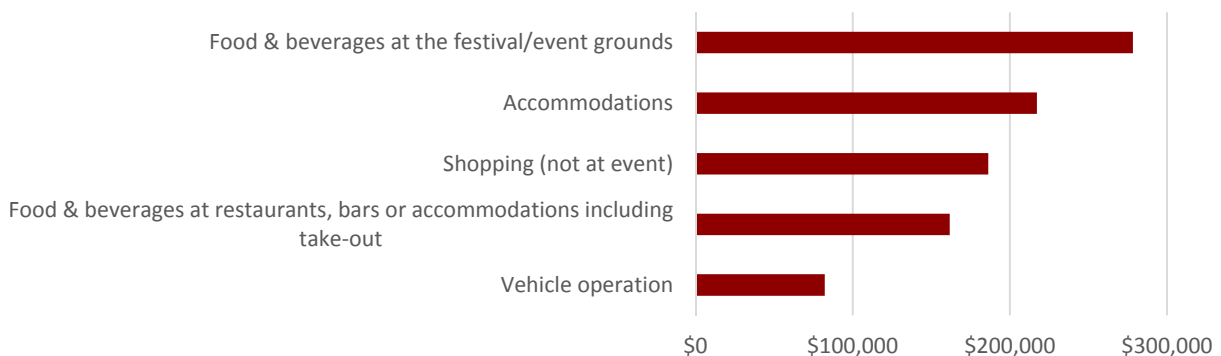 Food & beverages at the festival/event grounds
Accommodations
Shopping (not at event)
Food & beverages at restaurants, bars or accommodations including
take-out
Vehicle operation
$0 $100,000 $200,000 $300,000